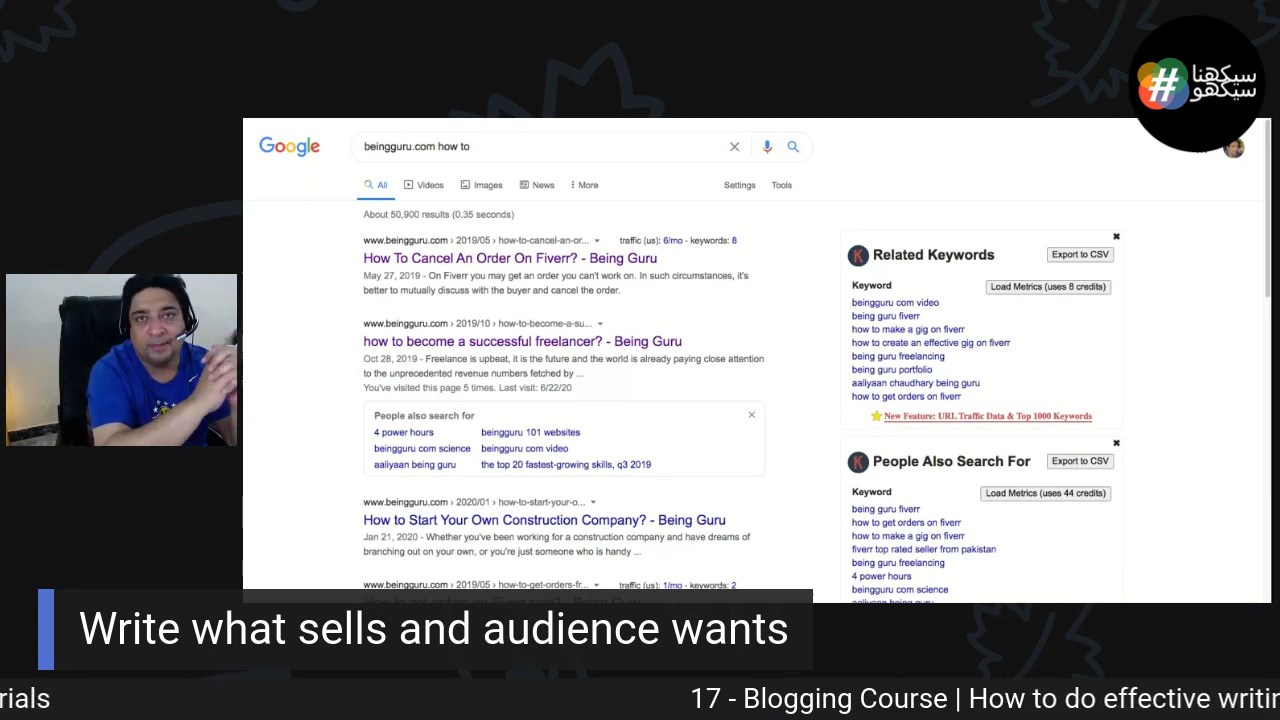 #
سیکھنا
سیکھو
Google
beingguru.com how to
All
Videos
Images
News
More
Settings
Tools
About 50,900 results (0.35 seconds)
www.beingguru.com › 2019/05 › how-to-cancel-an-or...
traffic (us): 6/mo - keywords: 8
How To Cancel An Order On Fiverr? - Being Guru
May 27, 2019 - On Fiverr you may get an order you can't work on. In such circumstances, it's
better to mutually discuss with the buyer and cancel the order.
www.beingguru.com › 2019/10 › how-to-become-a-su...
how to become a successful freelancer? - Being Guru
Oct 28, 2019 - Freelance is upbeat, it is the future and the world is already paying close attention
to the unprecedented revenue numbers fetched by ...
You've visited this page 5 times. Last visit: 6/22/20
People also search for
4 power hours
beingguru 101 websites
beingguru com science
beingguru com video
aaliyaan being guru
the top 20 fastest-growing skills, q3 2019
www.beingguru.com › 2020/01 › how-to-start-your-o...
How to Start Your Own Construction Company? - Being Guru
Jan 21, 2020 - Whether you've been working for a construction company and have dreams of
branching out on your own, or you're just someone who is handy ...
www.beingguru.com › 2019/05 › how-to-get-orders-fr...
traffic (us): 1/mo - keywords: 2
K
Related Keywords
Export to CSV
Keyword
Load Metrics (uses 8 credits)
beingguru com video
being guru fiverr
how to make a gig on fiverr
how to create an effective gig on fiverr
being guru freelancing
being guru portfolio
aaliyaan chaudhary being guru
how to get orders on fiverr
New Feature: URL Traffic Data & Top 1000 Keywords
K
People Also Search For
Export to CSV
Keyword
Load Metrics (uses 44 credits)
being guru fiverr
how to get orders on fiverr
how to make a gig on fiverr
fiverr top rated seller from pakistan
being guru freelancing
4 power hours
beingguru com science
Write what sells and audience wants
rials
17 - Blogging Course | How to do effective writin